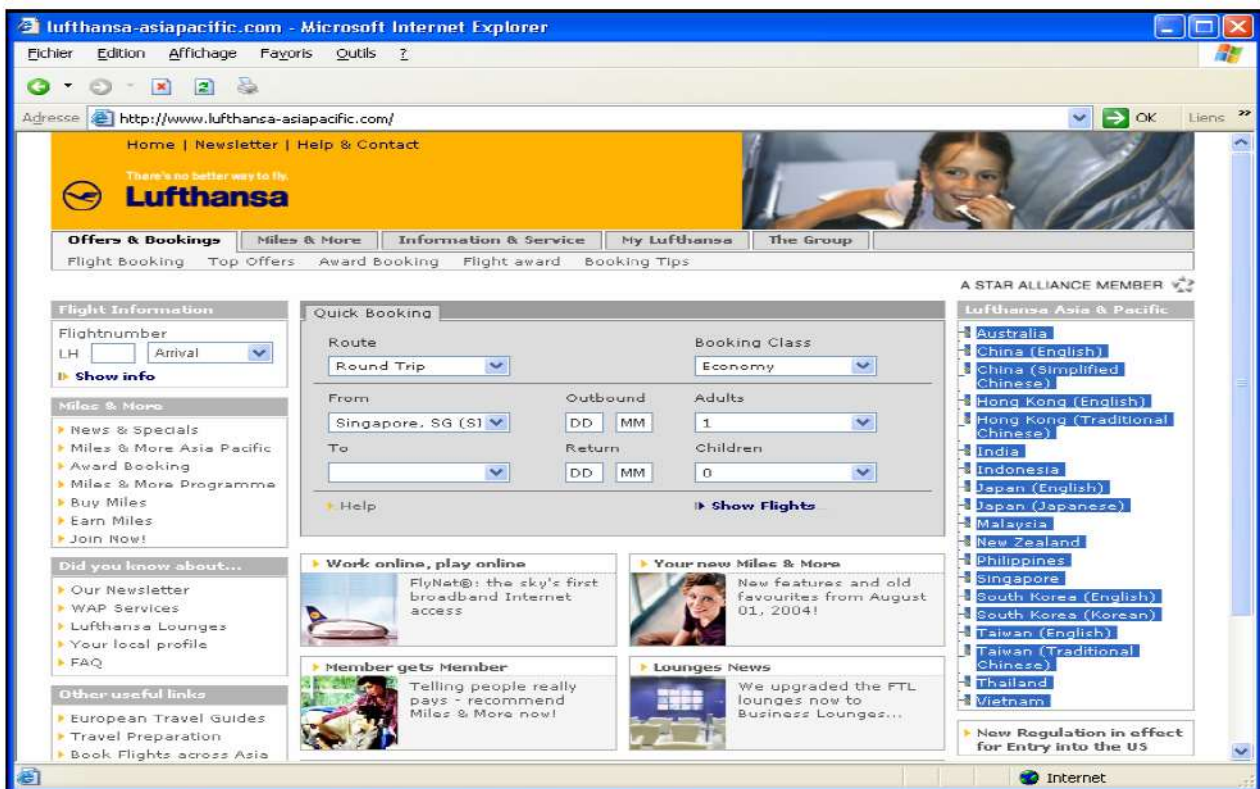 lufthansa-asiapacific.com - Microsoft Internet Explorer
Fichier Edition Affichage Favoris Outils ?
Adresse http://www.lufthansa-asiapacific.com/ OK Liens »
Home | Newsletter | Help & Contact
There's no better way to fly.
Lufthansa
Offers & Bookings Miles & More Information & Service My Lufthansa The Group
Flight Booking Top Offers Award Booking Flight award Booking Tips
A STAR ALLIANCE MEMBER
Flight Information
Flightnumber
LH Arrival
Show info
Miles & More
News & Specials
Miles & More Asia Pacific
Award Booking
Miles & More Programme
Buy Miles
Earn Miles
Join Now!
Did you know about...
Our Newsletter
WAP Services
Lufthansa Lounges
Your local profile
FAQ
Other useful links
European Travel Guides
Travel Preparation
Book Flights across Asia
Quick Booking
Route Booking Class
Round Trip Economy
From Outbound Adults
Singapore, SG (SI DD MM 1
To Return Children
DD MM 0
Help Show Flights
Work online, play online
FlyNet®: the sky's first
broadband Internet
access
Your new Miles & More
New features and old
favourites from August
01, 2004!
Member gets Member
Telling people really
pays - recommend
Miles & More now!
Lounges News
We upgraded the FTL
lounges now to
Business Lounges...
Lufthansa Asia & Pacific
Australia
China (English)
China (Simplified
Chinese)
Hong Kong (English)
Hong Kong (Traditional
Chinese)
India
Indonesia
Japan (English)
Japan (Japanese)
Malaysia
New Zealand
Philippines
Singapore
South Korea (English)
South Korea (Korean)
Taiwan (English)
Taiwan (Traditional
Chinese)
Thailand
Vietnam
New Regulation in effect
for Entry into the US
Internet